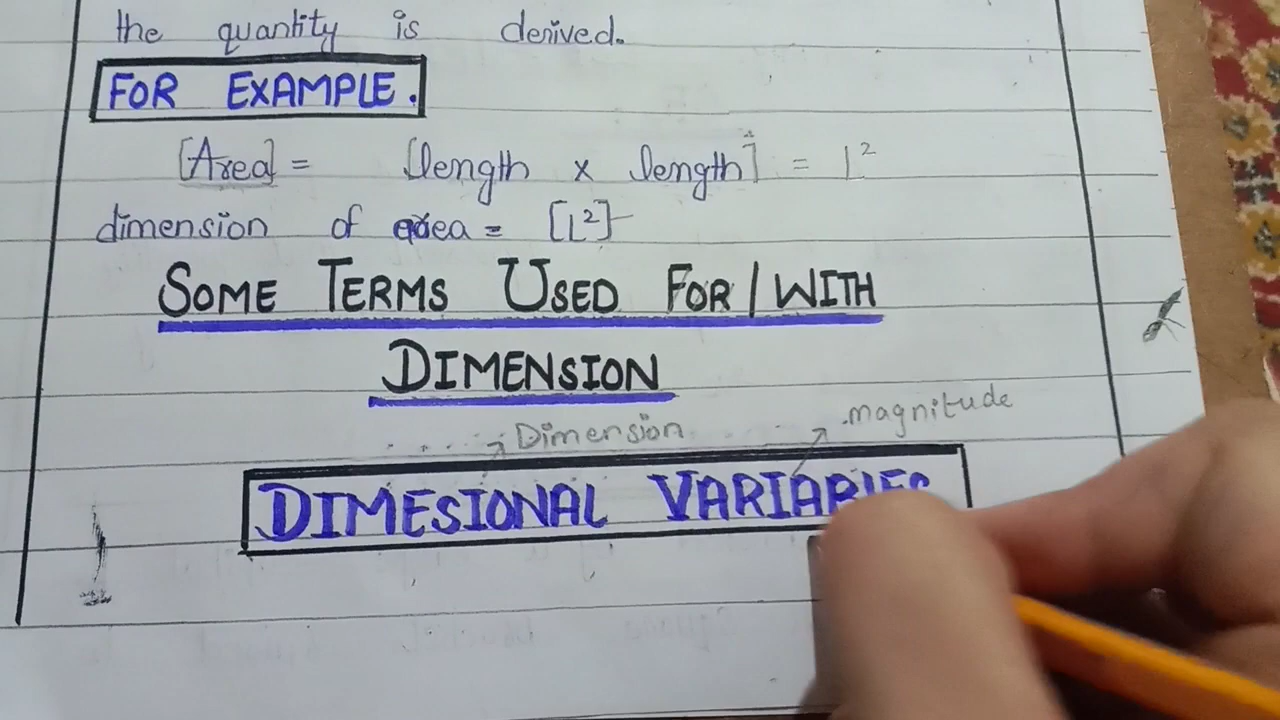 the quantity is derived.
FOR EXAMPLE.
[Area] = [length × length] = L²
dimension of area = [L²]
SOME TERMS USED FOR/WITH
DIMENSION
Dimension magnitude
DIMESIONAL VARIABLES